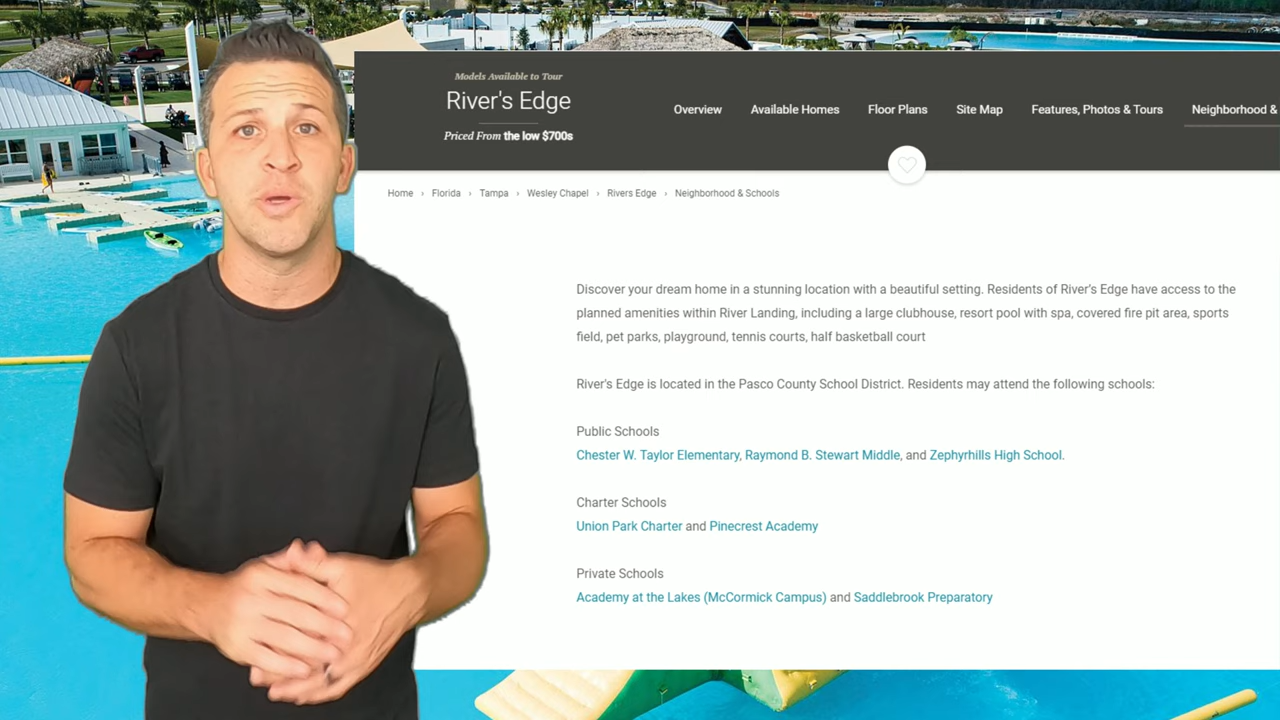 Models Available to Tour
River's Edge
Priced From the low $700s
Overview Available Homes Floor Plans Site Map Features, Photos & Tours Neighborhood &
Home › Florida › Tampa › Wesley Chapel › Rivers Edge › Neighborhood & Schools
Discover your dream home in a stunning location with a beautiful setting. Residents of River's Edge have access to the
planned amenities within River Landing, including a large clubhouse, resort pool with spa, covered fire pit area, sports
field, pet parks, playground, tennis courts, half basketball court
River's Edge is located in the Pasco County School District. Residents may attend the following schools:
Public Schools
Chester W. Taylor Elementary, Raymond B. Stewart Middle, and Zephyrhills High School.
Charter Schools
Union Park Charter and Pinecrest Academy
Private Schools
Academy at the Lakes (McCormick Campus) and Saddlebrook Preparatory